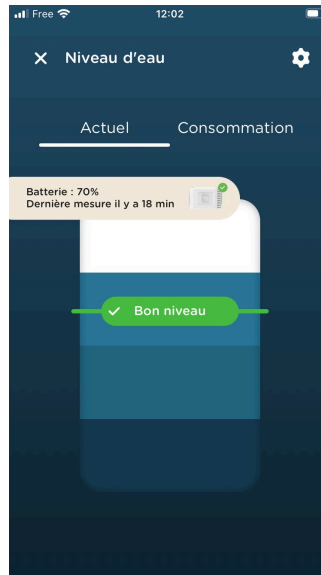 Free 12:02
Niveau d'eau
Actuel Consommation
Batterie : 70%
Dernière mesure il y a 18 min
Bon niveau